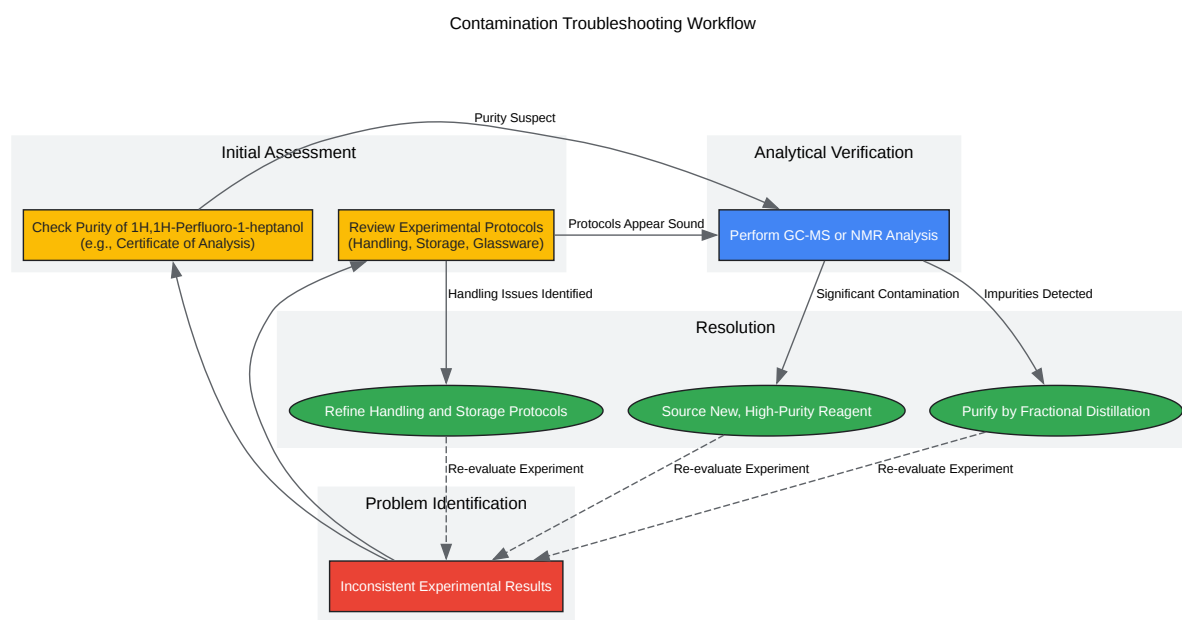 Contamination Troubleshooting Workflow
Purity Suspect
Initial Assessment
Analytical Verification
Check Purity of 1H,1H-Perfluoro-1-heptanol
(e.g., Certificate of Analysis)
Review Experimental Protocols
(Handling, Storage, Glassware)
Protocols Appear Sound
Perform GC-MS or NMR Analysis
Handling Issues Identified
Significant Contamination
Impurities Detected
Resolution
Refine Handling and Storage Protocols
Source New, High-Purity Reagent
Purify by Fractional Distillation
Re-evaluate Experiment
Re-evaluate Experiment
Re-evaluate Experiment
Problem Identification
Inconsistent Experimental Results